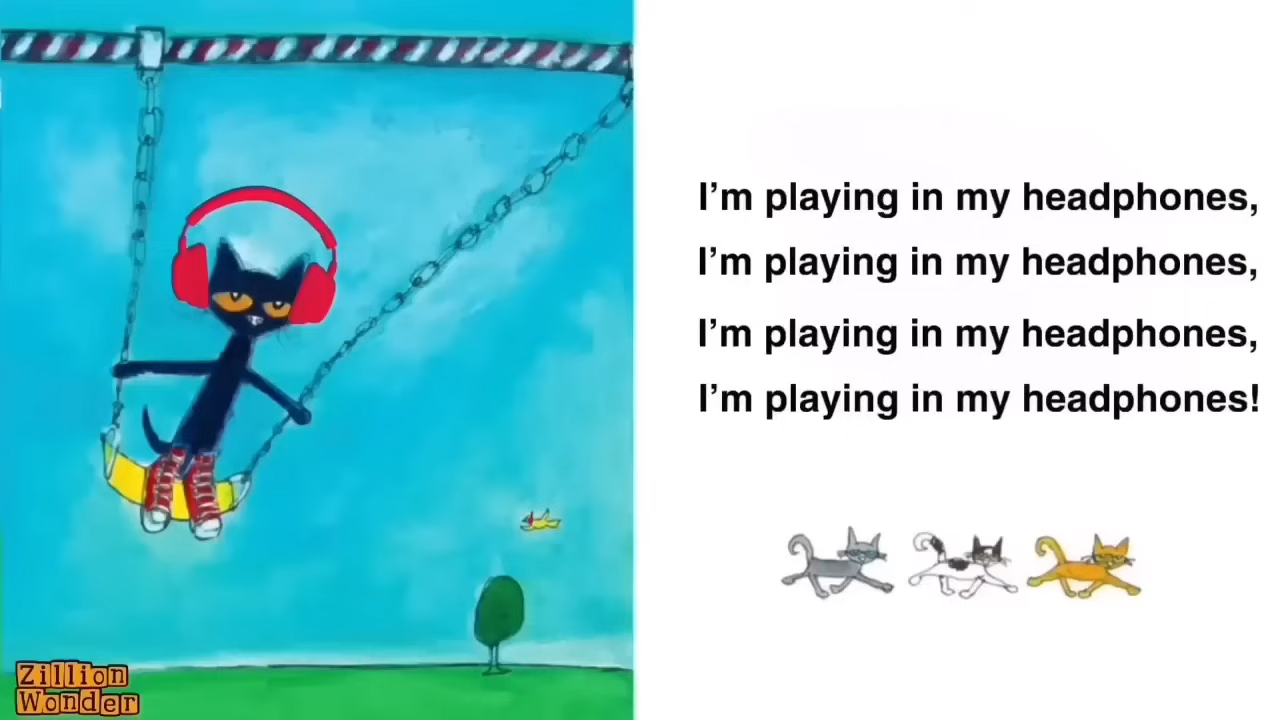 I’m playing in my headphones,
I’m playing in my headphones,
I’m playing in my headphones,
I’m playing in my headphones!
Zillion
Wonder